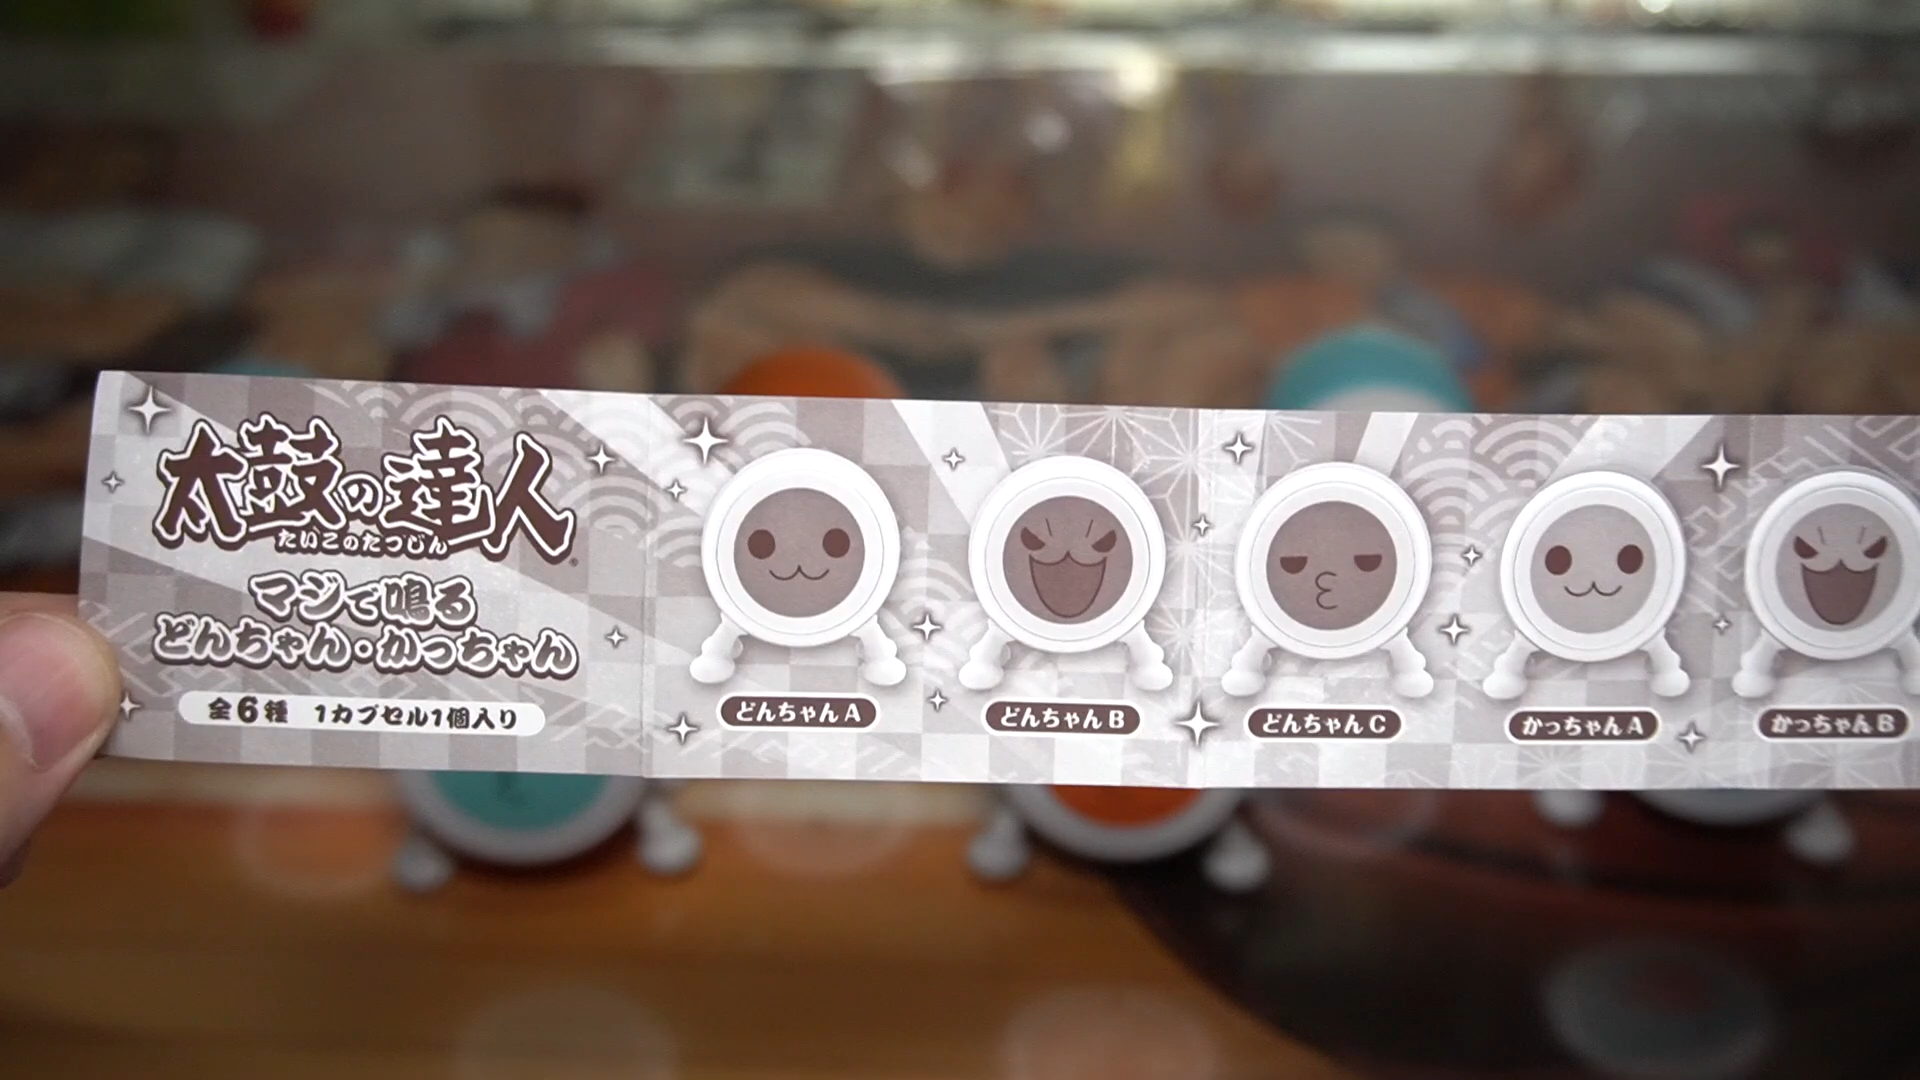 太鼓の達人
たいこのたつじん
マジで鳴る
どんちゃん・かっちゃん
全6種 1カプセル1個入り
どんちゃんA
どんちゃんB
どんちゃんC
かっちゃんA
かっちゃんB